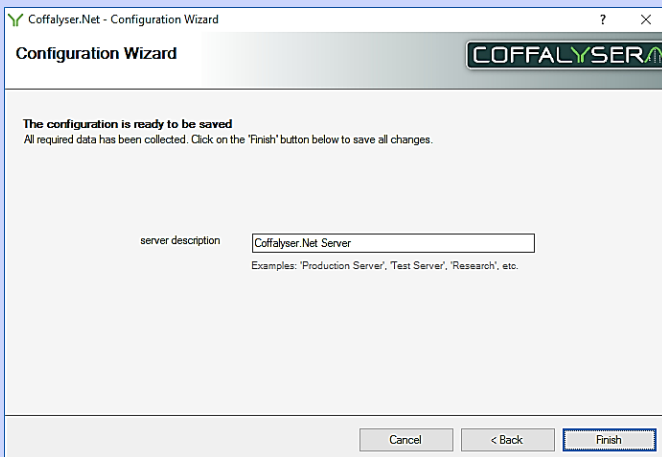 Coffalyser.Net - Configuration Wizard
?
Configuration Wizard
COFFALYSER
The configuration is ready to be saved
All required data has been collected. Click on the 'Finish' button below to save all changes.
server description
Coffalyser.Net Server
Examples: 'Production Server', 'Test Server', 'Research', etc.
Cancel
< Back
Finish